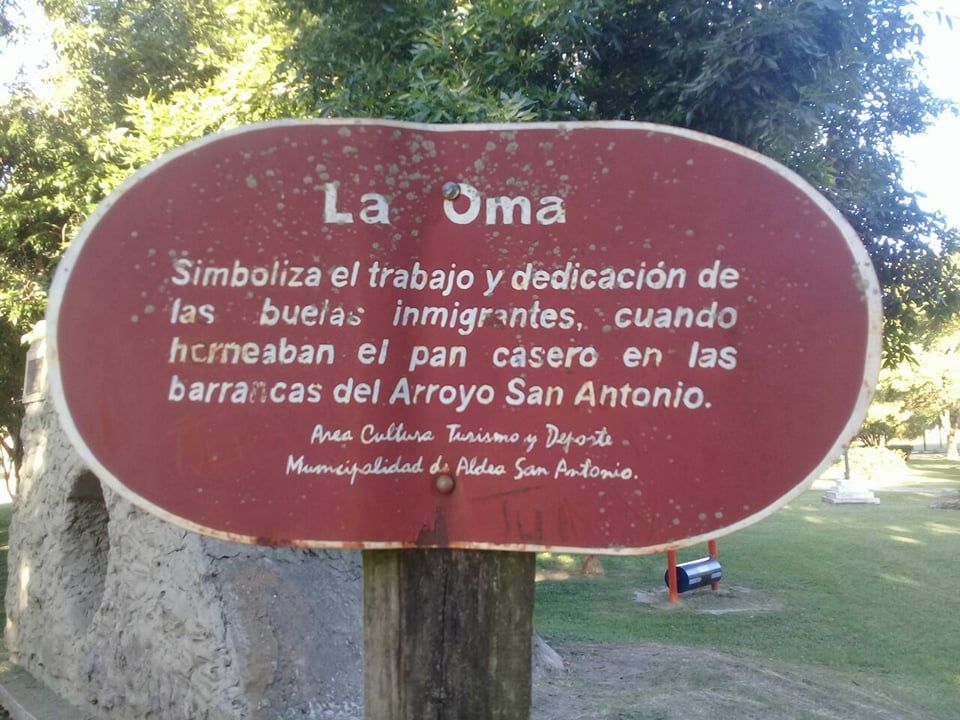 La Oma
Simboliza el trabajo y dedicación de
las buelas inmigrantes, cuando
horneaban el pan casero en las
barrancas del Arroyo San Antonio.
Area Cultura Turismo y Deporte
Municipalidad de Aldea San Antonio.